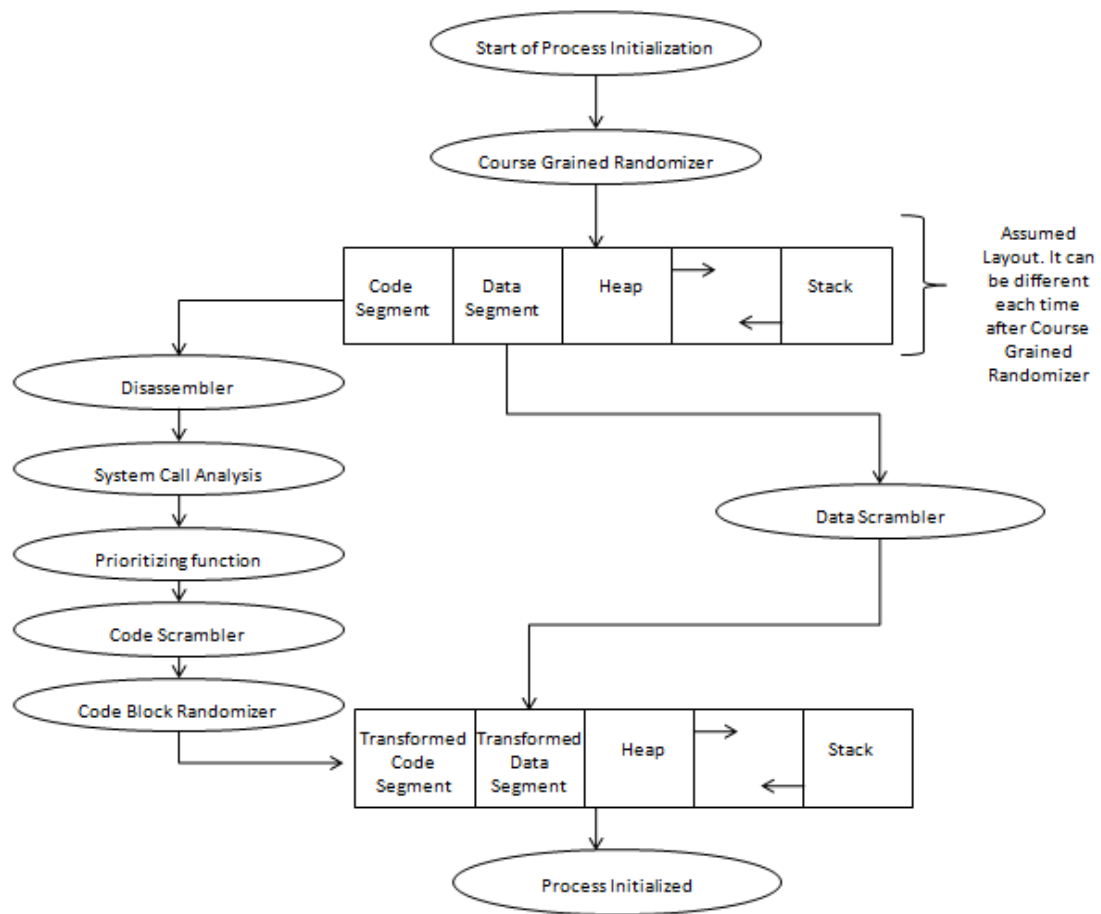 Start of Process Initialization
Course Grained Randomizer
Code
Segment
Data
Segment
Heap
Stack
Assumed
Layout. It can
be different
each time
after Course
Grained
Randomizer
Disassembler
System Call Analysis
Prioritizing function
Code Scrambler
Code Block Randomizer
Data Scrambler
Transformed
Code
Segment
Transformed
Data
Segment
Heap
Stack
Process Initialized